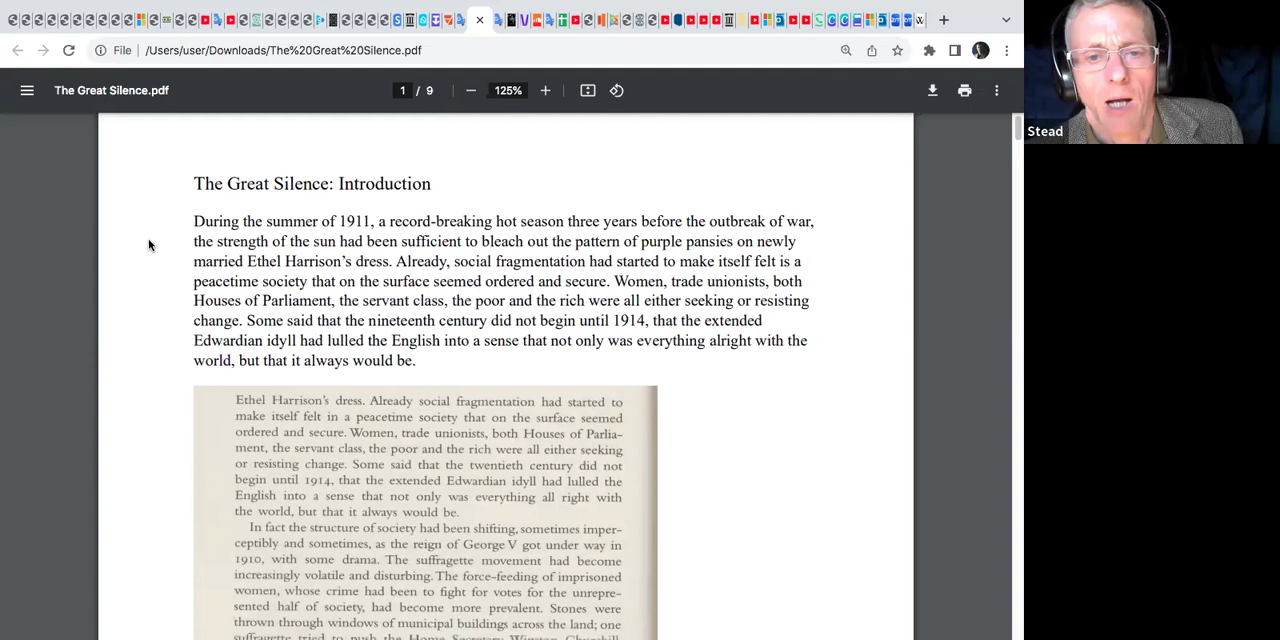 File
/Users/user/Downloads/The%20Great%20Silence.pdf
The Great Silence.pdf
1 / 9
125%
Stead
The Great Silence: Introduction
During the summer of 1911, a record-breaking hot season three years before the outbreak of war,
the strength of the sun had been sufficient to bleach out the pattern of purple pansies on newly
married Ethel Harrison’s dress. Already, social fragmentation had started to make itself felt is a
peacetime society that on the surface seemed ordered and secure. Women, trade unionists, both
Houses of Parliament, the servant class, the poor and the rich were all either seeking or resisting
change. Some said that the nineteenth century did not begin until 1914, that the extended
Edwardian idyll had lulled the English into a sense that not only was everything alright with the
world, but that it always would be.
Ethel Harrison’s dress. Already social fragmentation had started to
make itself felt in a peacetime society that on the surface seemed
ordered and secure. Women, trade unionists, both Houses of Parlia-
ment, the servant class, the poor and the rich were all either seeking
or resisting change. Some said that the twentieth century did not
begin until 1914, that the extended Edwardian idyll had lulled the
English into a sense that not only was everything all right with
the world, but that it always would be.
In fact the structure of society had been shifting, sometimes imper-
ceptibly and sometimes, as the reign of George V got under way in
1910, with some drama. The suffragette movement had become
increasingly volatile and disturbing. The force-feeding of imprisoned
women, whose crime had been to fight for votes for the unrepre-
sented half of society, had become more prevalent. Stones were
thrown through windows of municipal buildings across the land; one
suffragette tried to push the Home Secretary Winston Churchill